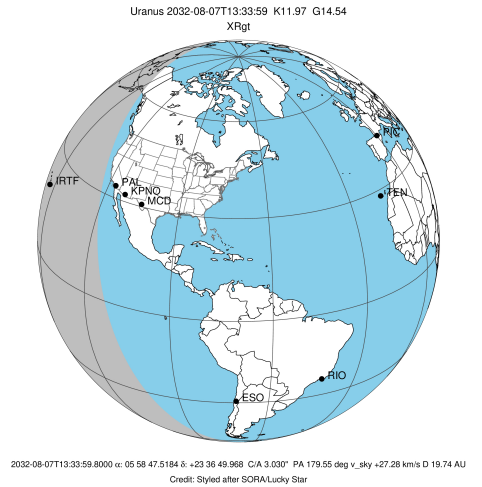 Uranus 2032-08-07T13:33:59 K11.97 G14.54
XRgt
PIC
IRTF
PAL
KPNO
TEN
MCD
RIO
ESO
2032-08-07T13:33:59.8000 α: 05 58 47.5184 δ: +23 36 49.968 C/A 3.030" PA 179.55 deg v_sky +27.28 km/s D 19.74 AU
Credit: Styled after SORA/Lucky Star